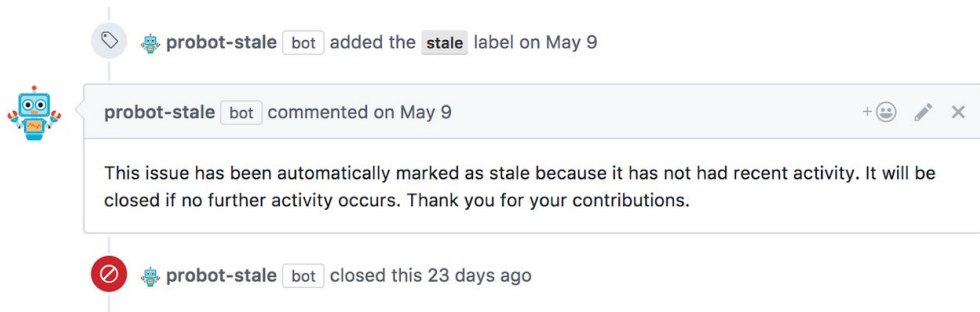 probot-stale bot added the stale label on May 9
probot-stale bot commented on May 9
This issue has been automatically marked as stale because it has not had recent activity. It will be
closed if no further activity occurs. Thank you for your contributions.
probot-stale bot closed this 23 days ago